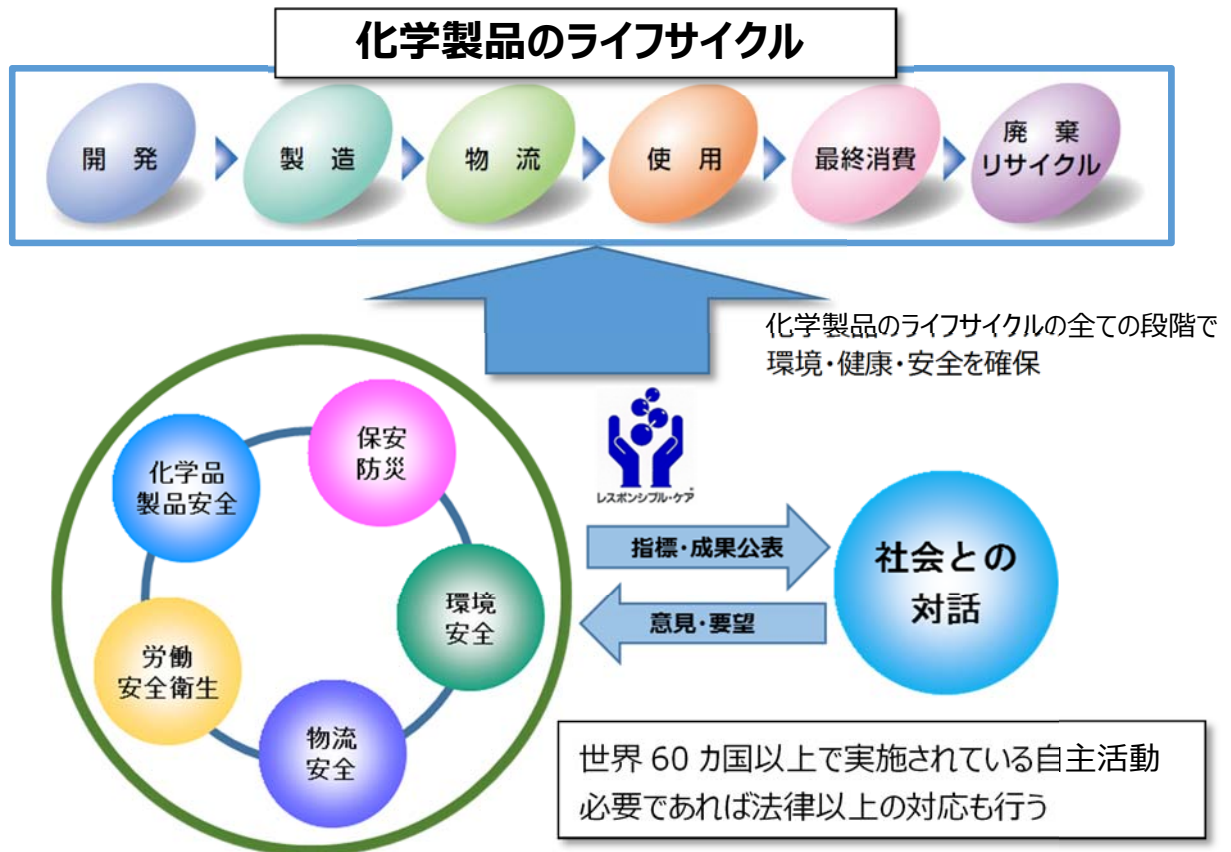 化学製品のライフサイクル
開 発
製 造
物 流
使 用
最終消費
廃 棄
リサイクル
化学製品のライフサイクルの全ての段階で
環境・健康・安全を確保
保安
防災
化学品
製品安全
環境
安全
労働
安全衛生
物流
安全
レスポンシブル・ケア
指標・成果公表
意見・要望
社会との
対話
世界 60 カ国以上で実施されている自主活動
必要であれば法律以上の対応も行う